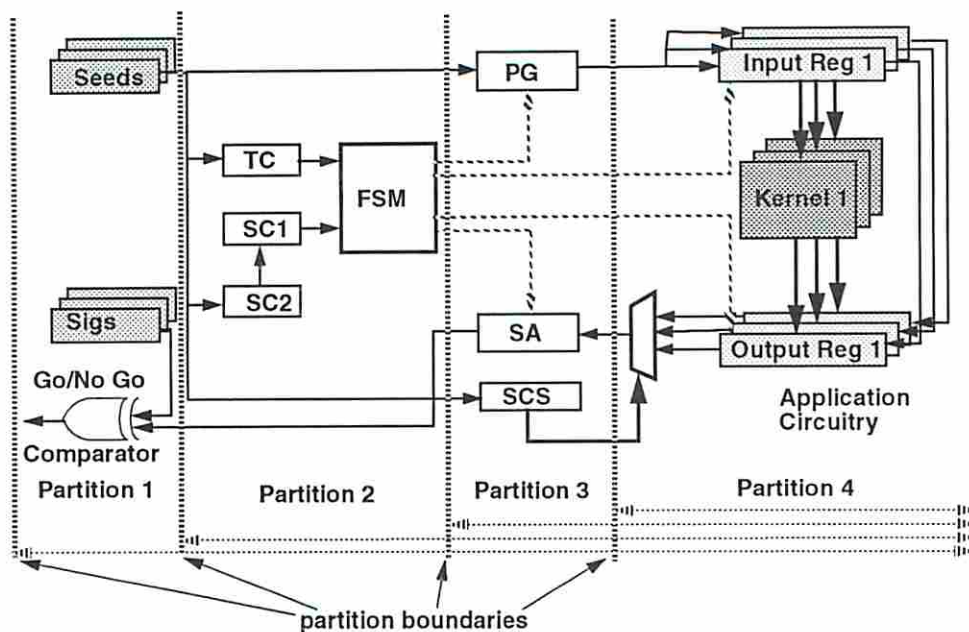 Seeds
PG
Input Reg 1
TC
FSM
Kernel 1
SC1
SC2
Sigs
SA
Output Reg 1
Go/No Go
SCS
Application
Circuitry
Comparator
Partition 1
Partition 2
Partition 3
Partition 4
partition boundaries